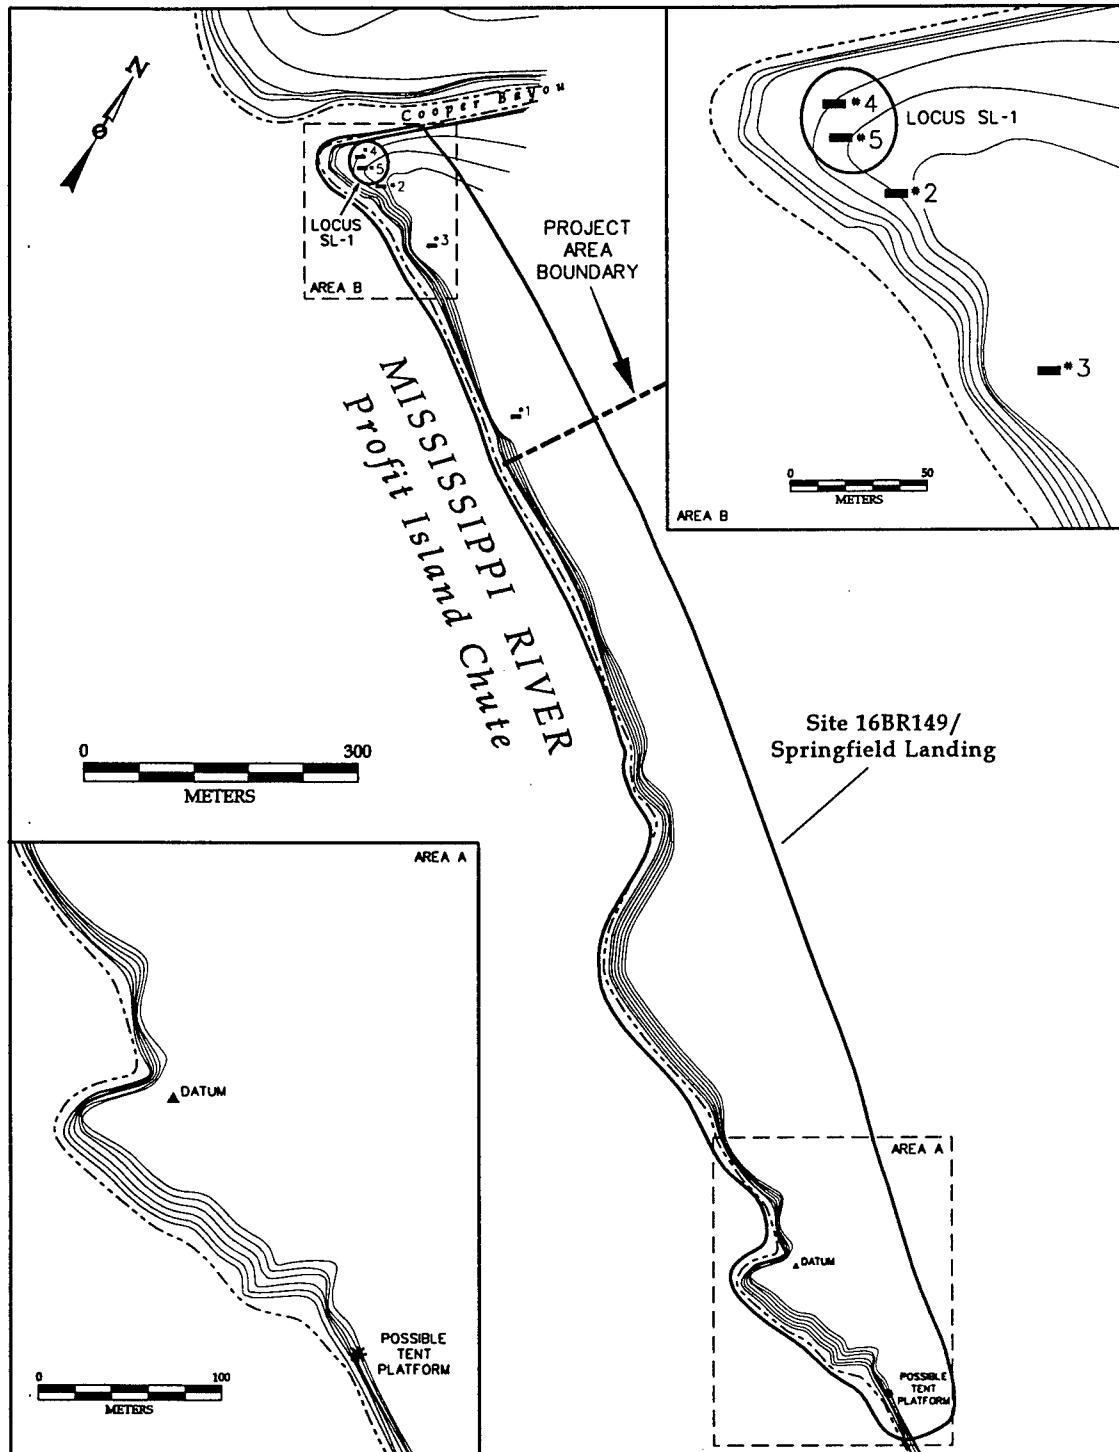 N
Cooper Bayou
*4
*5
*2
LOCUS
SL-1
*3
AREA B
PROJECT
AREA
BOUNDARY
*1
MISSISSIPPI RIVER
Profit Island Chute
*4
LOCUS SL-1
*5
*2
*3
0 50
METERS
AREA B
0 300
METERS
Site 16BR149/
Springfield Landing
AREA A
DATUM
POSSIBLE
TENT
PLATFORM
0 100
METERS
AREA A
DATUM
POSSIBLE
TENT
PLATFORM